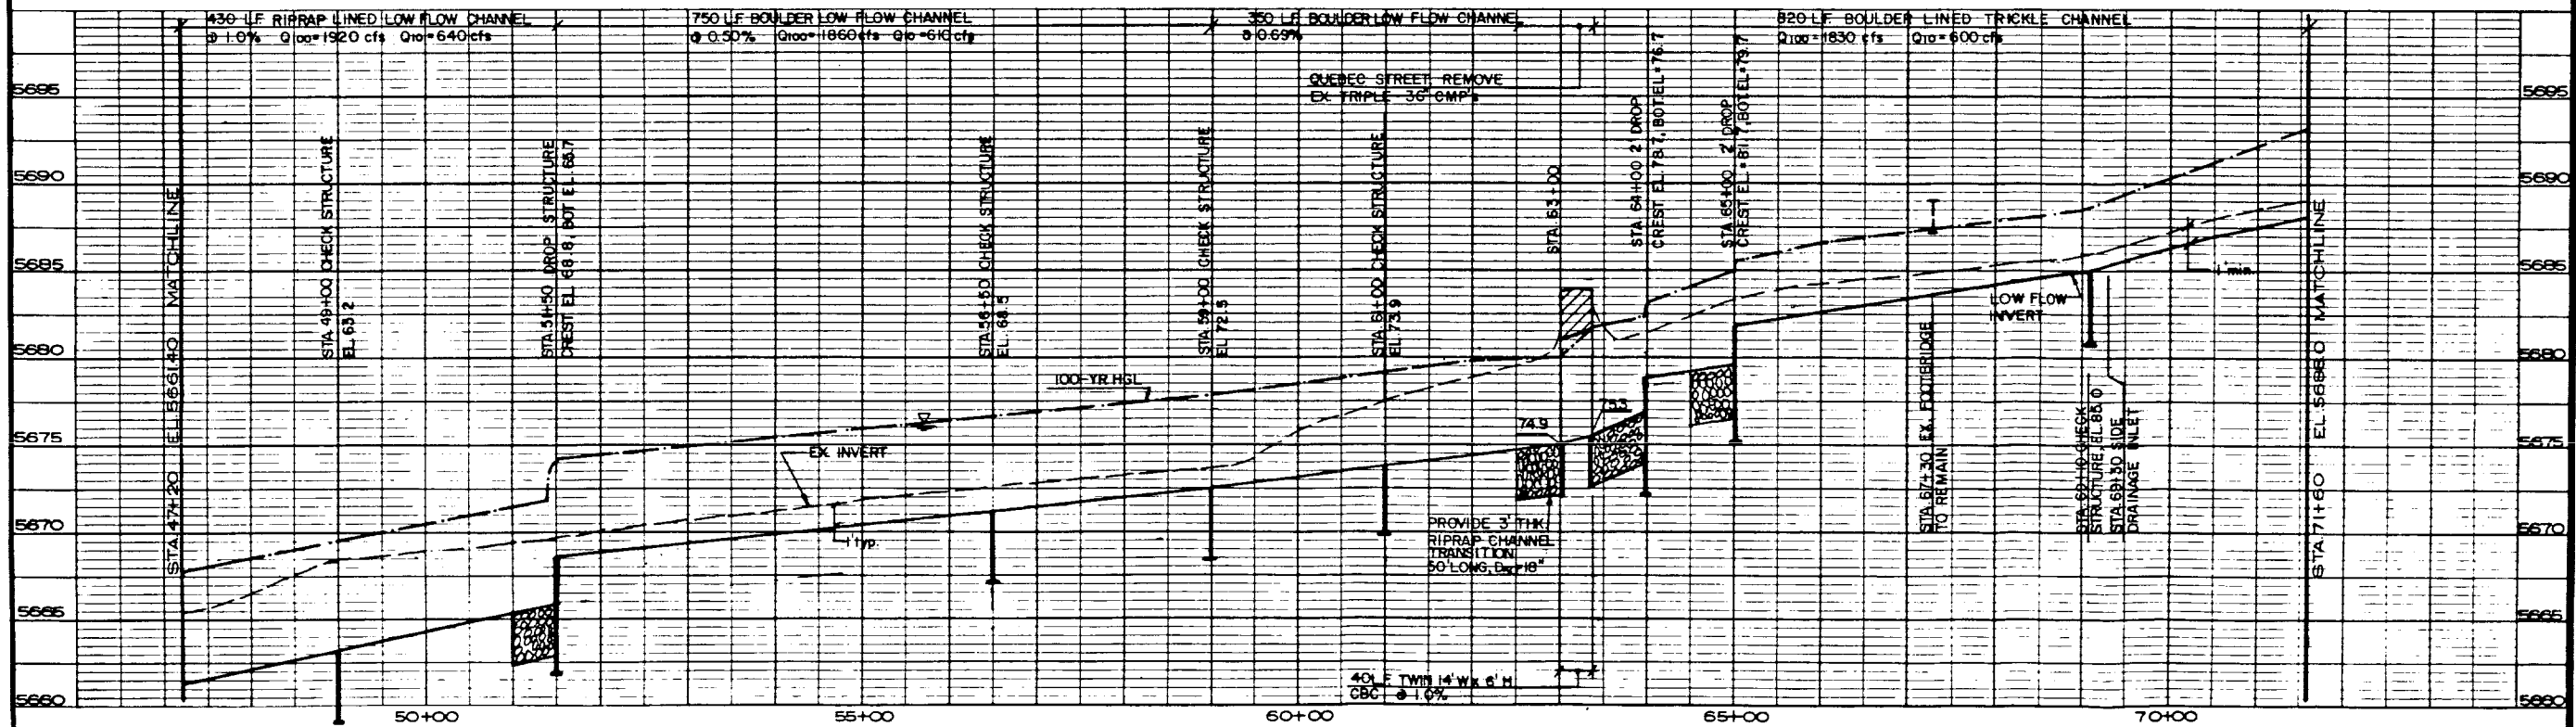 430 LF RIPRAP LINED LOW FLOW CHANNEL
@ 1.0% Q100=1920 cfs Q10=640 cfs
750 LF BOULDER LOW FLOW CHANNEL
@ 0.50% Q100=1860 cfs Q10=610 cfs
350 LF BOULDER LOW FLOW CHANNEL
@ 0.69%
820 LF BOULDER LINED TRICKLE CHANNEL
Q100=1830 cfs Q10=600 cfs
QUEBEC STREET, REMOVE
EX. TRIPLE 36" CMP's
5695
5690
5685
5680
5675
5670
5665
5660
5695
5690
5685
5680
5675
5670
5665
5660
STA. 47+20 EL. 5661.40 MATCHLINE
STA. 49+00 CHECK STRUCTURE
EL. 63.2
STA. 51+50 DROP STRUCTURE
CREST EL. 68.8, BOT EL. 65.7
STA. 56+50 CHECK STRUCTURE
EL. 68.5
STA. 59+00 CHECK STRUCTURE
EL. 72.5
STA. 61+00 CHECK STRUCTURE
EL. 73.9
STA. 63+00
STA. 64+00 2' DROP
CREST EL. 78.7, BOT. EL.=76.7
STA. 65+00 2' DROP
CREST EL.=81.7, BOT EL.=79.7
STA. 67+30 EX. FOOTBRIDGE
TO REMAIN
STA. 69+10 CHECK
STRUCTURE, EL. 85.0
STA. 69+30 SIDE
DRAINAGE INLET
STA. 71+60 EL. 5688.0 MATCHLINE
100-YR HGL
EX. INVERT
1' typ.
LOW FLOW
INVERT
1' min.
74.9
75.3
PROVIDE 3' THK.
RIPRAP CHANNEL
TRANSITION
50' LONG, D50=18"
40 L.F. TWIN 14' W x 6' H
CBC @ 1.0%
50+00
55+00
60+00
65+00
70+00